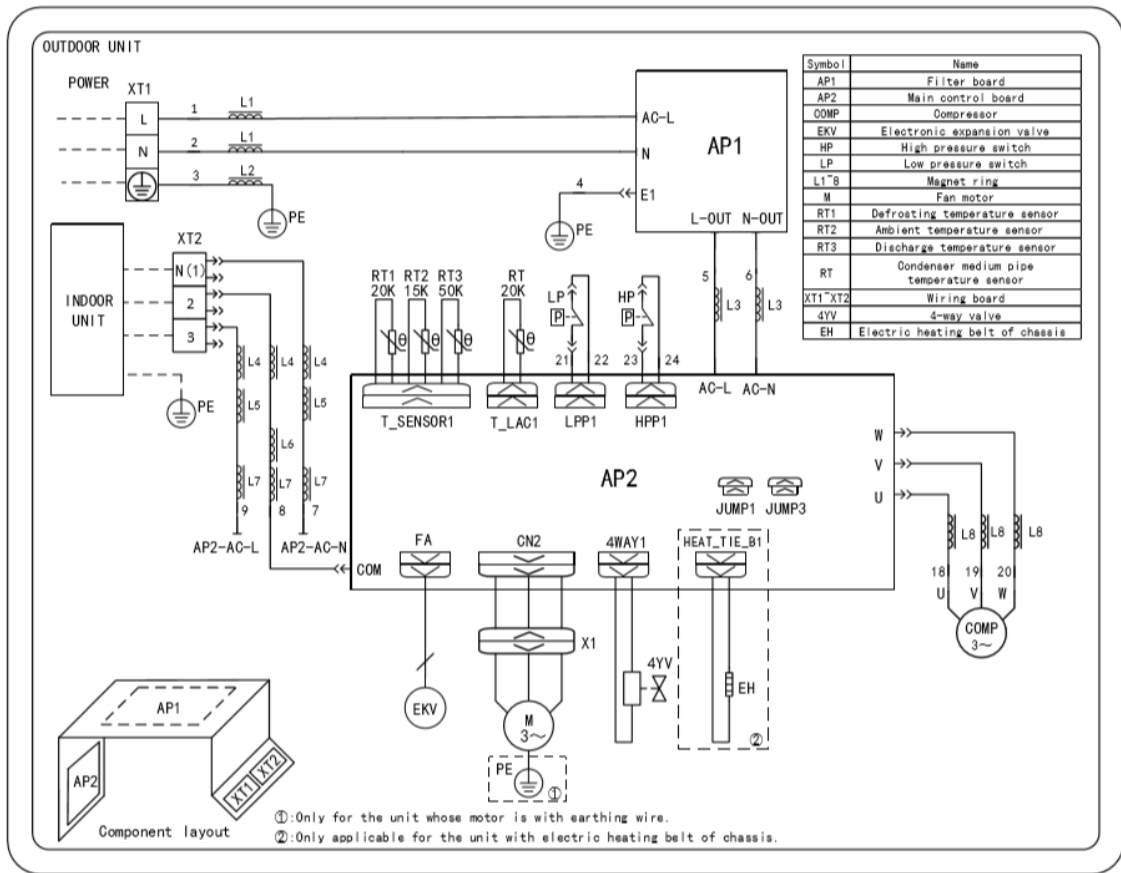 OUTDOOR UNIT
POWER
XT1
L
N
1
L1
2
L1
3
L2
PE
AC-L
N
E1
4
PE
AP1
L-OUT N-OUT
Symbol Name
AP1 Filter board
AP2 Main control board
COMP Compressor
EKV Electronic expansion valve
HP High pressure switch
LP Low pressure switch
L1~8 Magnet ring
M Fan motor
RT1 Defrosting temperature sensor
RT2 Ambient temperature sensor
RT3 Discharge temperature sensor
RT Condenser medium pipe
temperature sensor
XT1~XT2 Wiring board
4YV 4-way valve
EH Electric heating belt of chassis
INDOOR
UNIT
XT2
N(1)
2
3
PE
L4 L4 L4
L5 L5
L6
L7 L7 L7
9 8 7
AP2-AC-L AP2-AC-N
RT1 RT2 RT3
20K 15K 50K
θ θ θ
RT
20K
θ
LP
P
21 22
HP
P
23 24
5 6
L3 L3
AC-L AC-N
T_SENSOR1 T_LAC1 LPP1 HPP1
AP2
JUMP1 JUMP3
W
V
U
L8 L8 L8
18 19 20
U V W
COMP
3~
COM
FA CN2 4WAY1 HEAT_TIE_B1
X1
EKV
M
3~
PE
①
4YV
EH
②
AP1
AP2
XT1 XT2
Component layout
①:Only for the unit whose motor is with earthing wire.
②:Only applicable for the unit with electric heating belt of chassis.